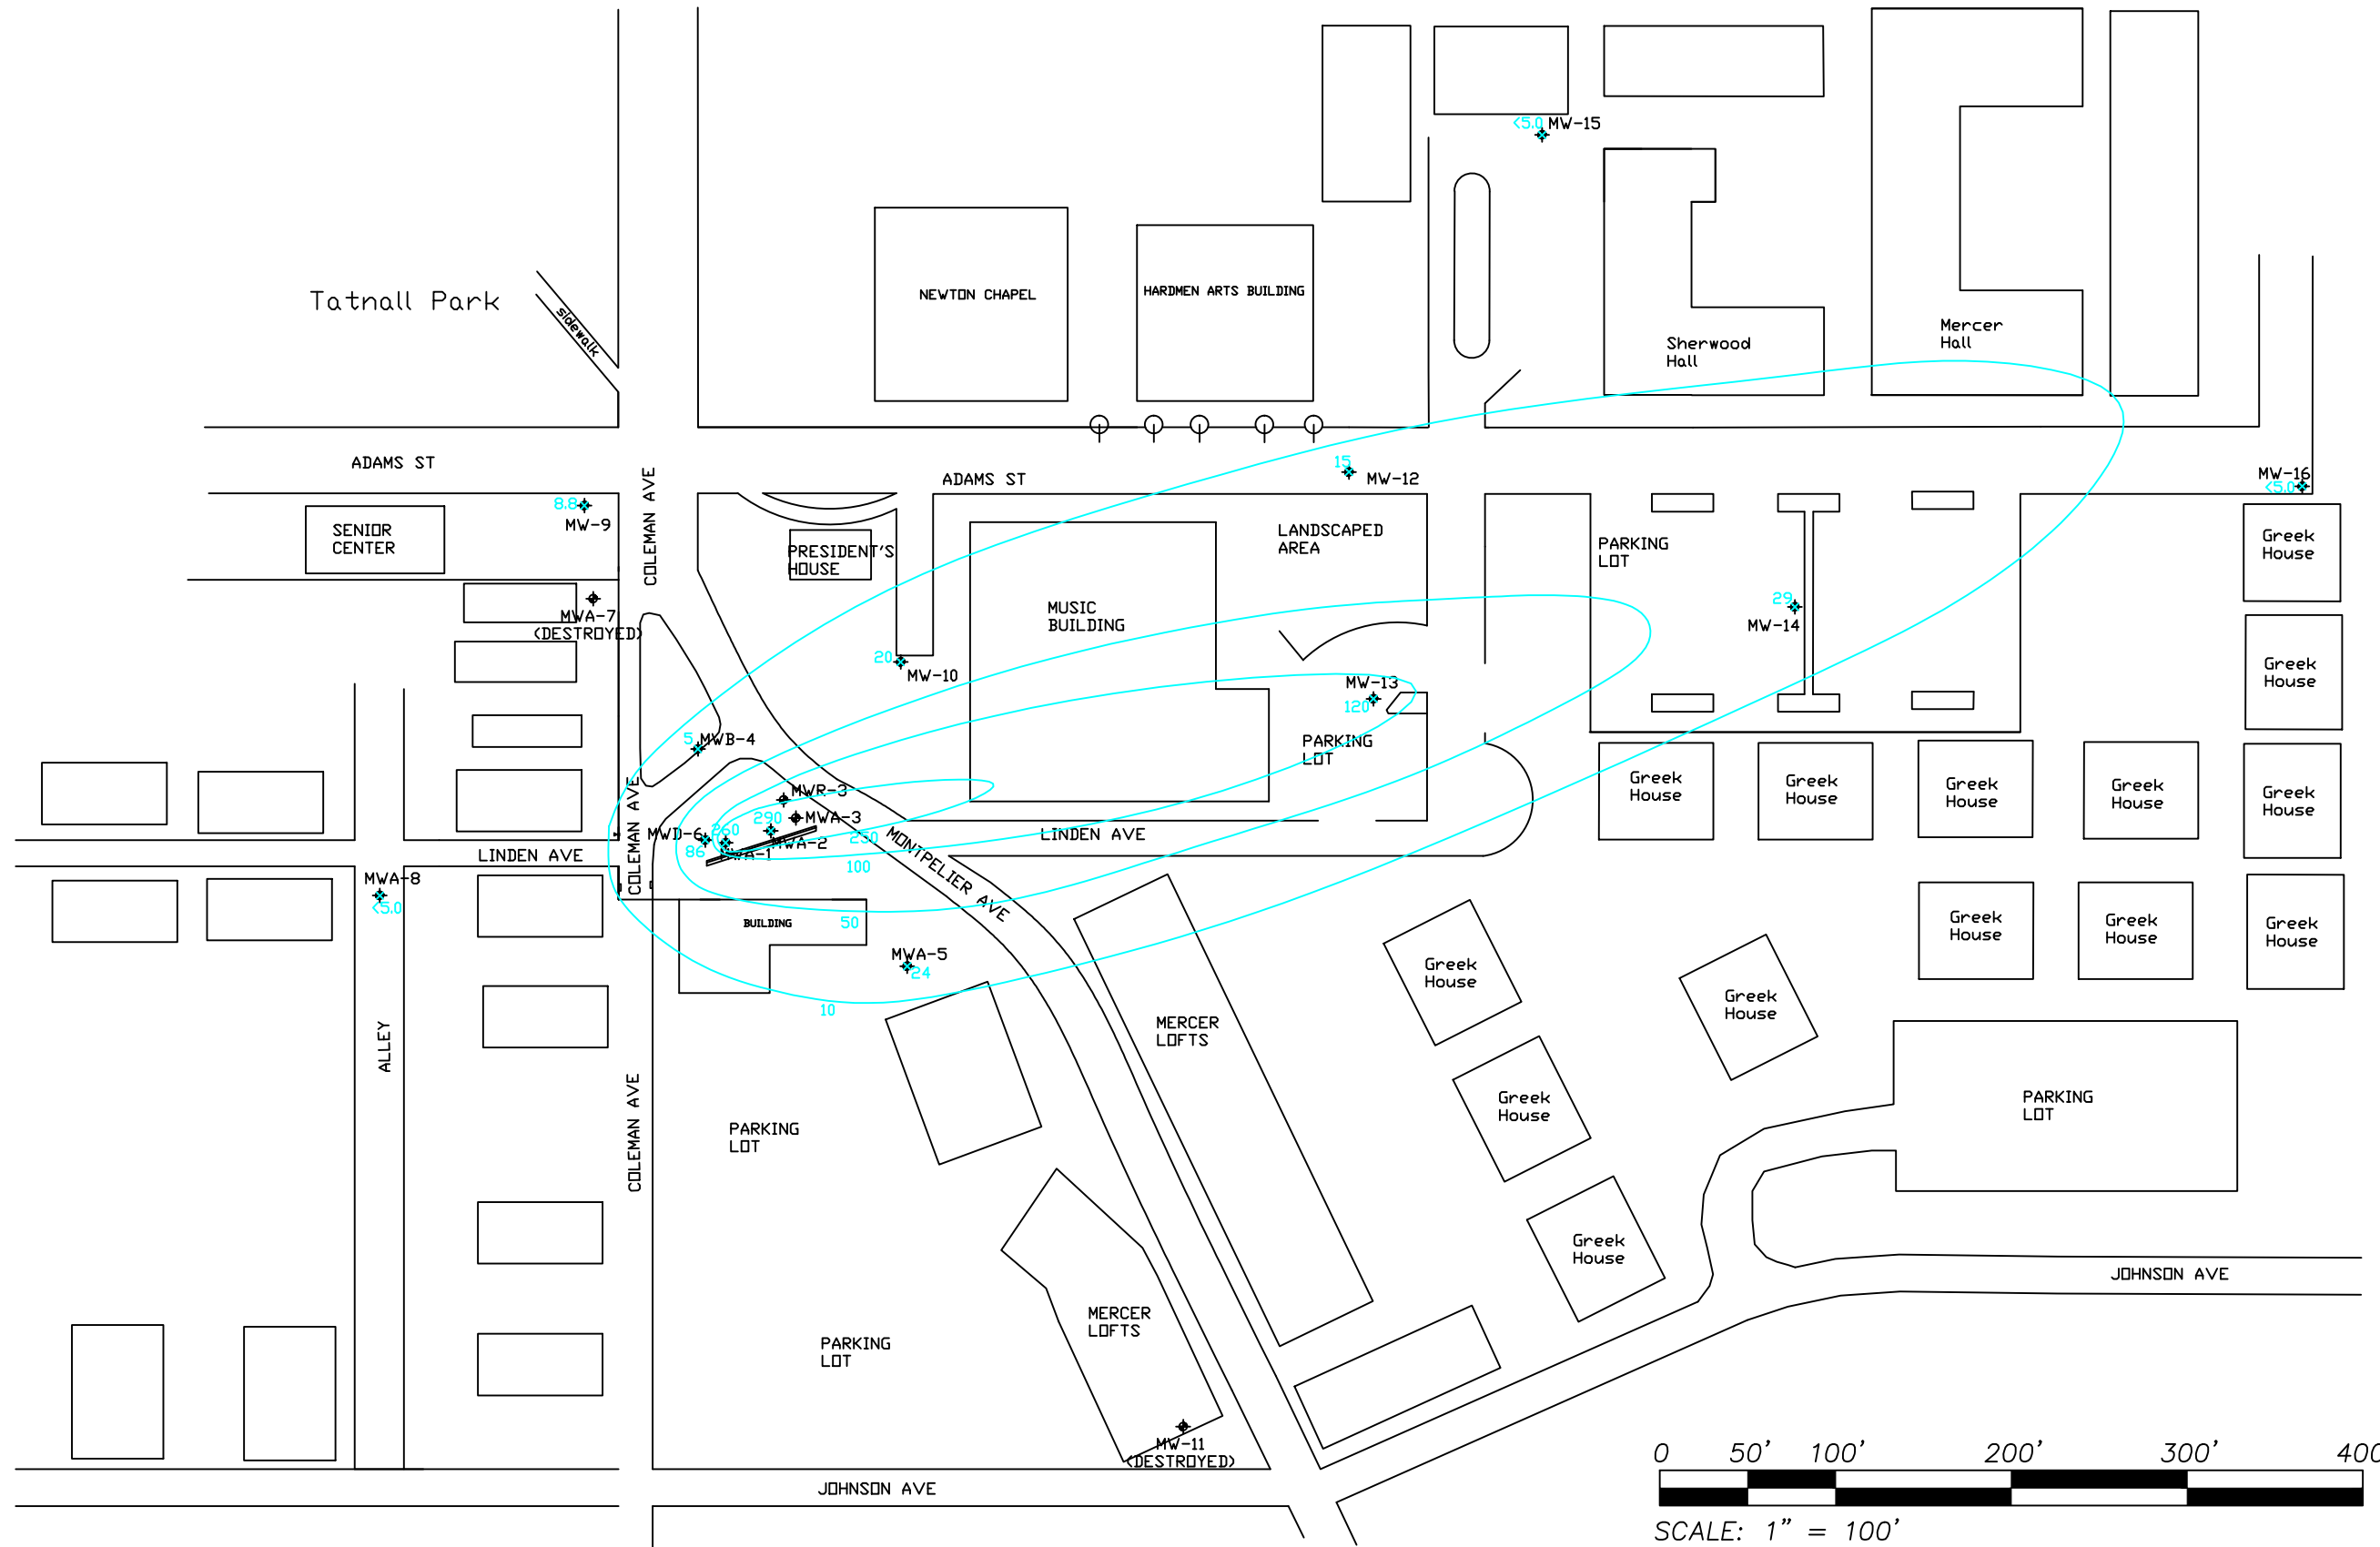 <5.0
MW-15
NEWTON CHAPEL
HARDMEN ARTS BUILDING
Tatnall Park
sidewalk
Sherwood
Hall
Mercer
Hall
ADAMS ST
COLEMAN AVE
ADAMS ST
15
MW-12
MW-16
<5.0
8.8
MW-9
SENIOR
CENTER
PRESIDENT'S
HOUSE
LANDSCAPED
AREA
PARKING
LOT
Greek
House
MWA-7
(DESTROYED)
MUSIC
BUILDING
29
MW-14
20
MW-10
MW-13
120
Greek
House
5
MWB-4
PARKING
LOT
MWR-3
MWA-3
Greek
House
Greek
House
Greek
House
Greek
House
Greek
House
COLEMAN AVE
MWD-6
86
260
MWA-1
290
MWA-2
250
100
MONTPELIER AVE
LINDEN AVE
LINDEN AVE
MWA-8
<5.0
BUILDING
50
MWA-5
24
10
Greek
House
Greek
House
Greek
House
Greek
House
Greek
House
ALLEY
COLEMAN AVE
MERCER
LOFTS
Greek
House
PARKING
LOT
PARKING
LOT
Greek
House
JOHNSON AVE
MERCER
LOFTS
PARKING
LOT
MW-11
(DESTROYED)
JOHNSON AVE
0 50' 100' 200' 300' 400
SCALE: 1" = 100'